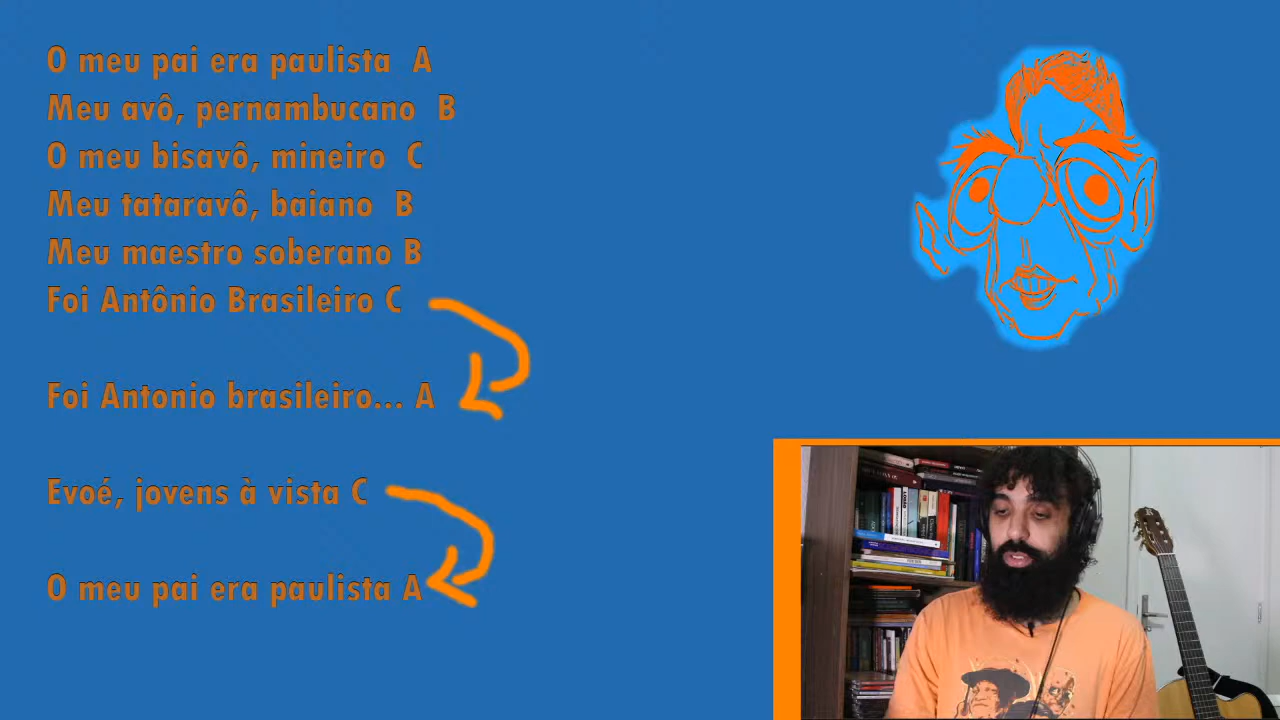 O meu pai era paulista A
Meu avô, pernambucano B
O meu bisavô, mineiro C
Meu tataravô, baiano B
Meu maestro soberano B
Foi Antônio Brasileiro C
Foi Antonio brasileiro... A
Evoé, jovens à vista C
O meu pai era paulista A